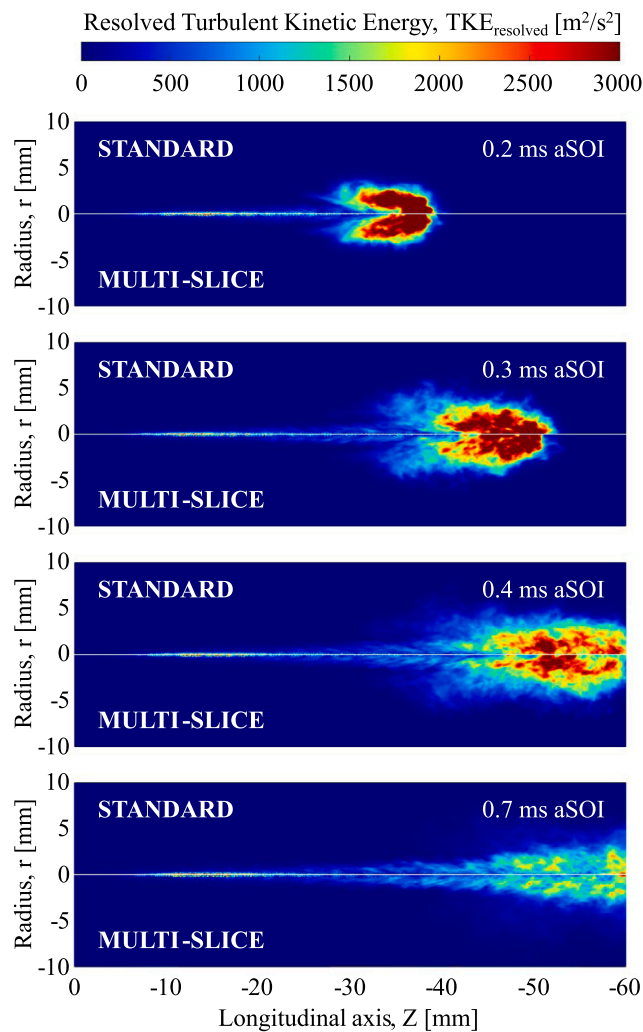 Resolved Turbulent Kinetic Energy, TKEresolved [m²/s²]
0 500 1000 1500 2000 2500 3000
10
5
0
-5
-10
Radius, r [mm]
STANDARD 0.2 ms aSOI
MULTI-SLICE
10
5
0
-5
-10
Radius, r [mm]
STANDARD 0.3 ms aSOI
MULTI-SLICE
10
5
0
-5
-10
Radius, r [mm]
STANDARD 0.4 ms aSOI
MULTI-SLICE
10
5
0
-5
-10
Radius, r [mm]
STANDARD 0.7 ms aSOI
MULTI-SLICE
0 -10 -20 -30 -40 -50 -60
Longitudinal axis, Z [mm]